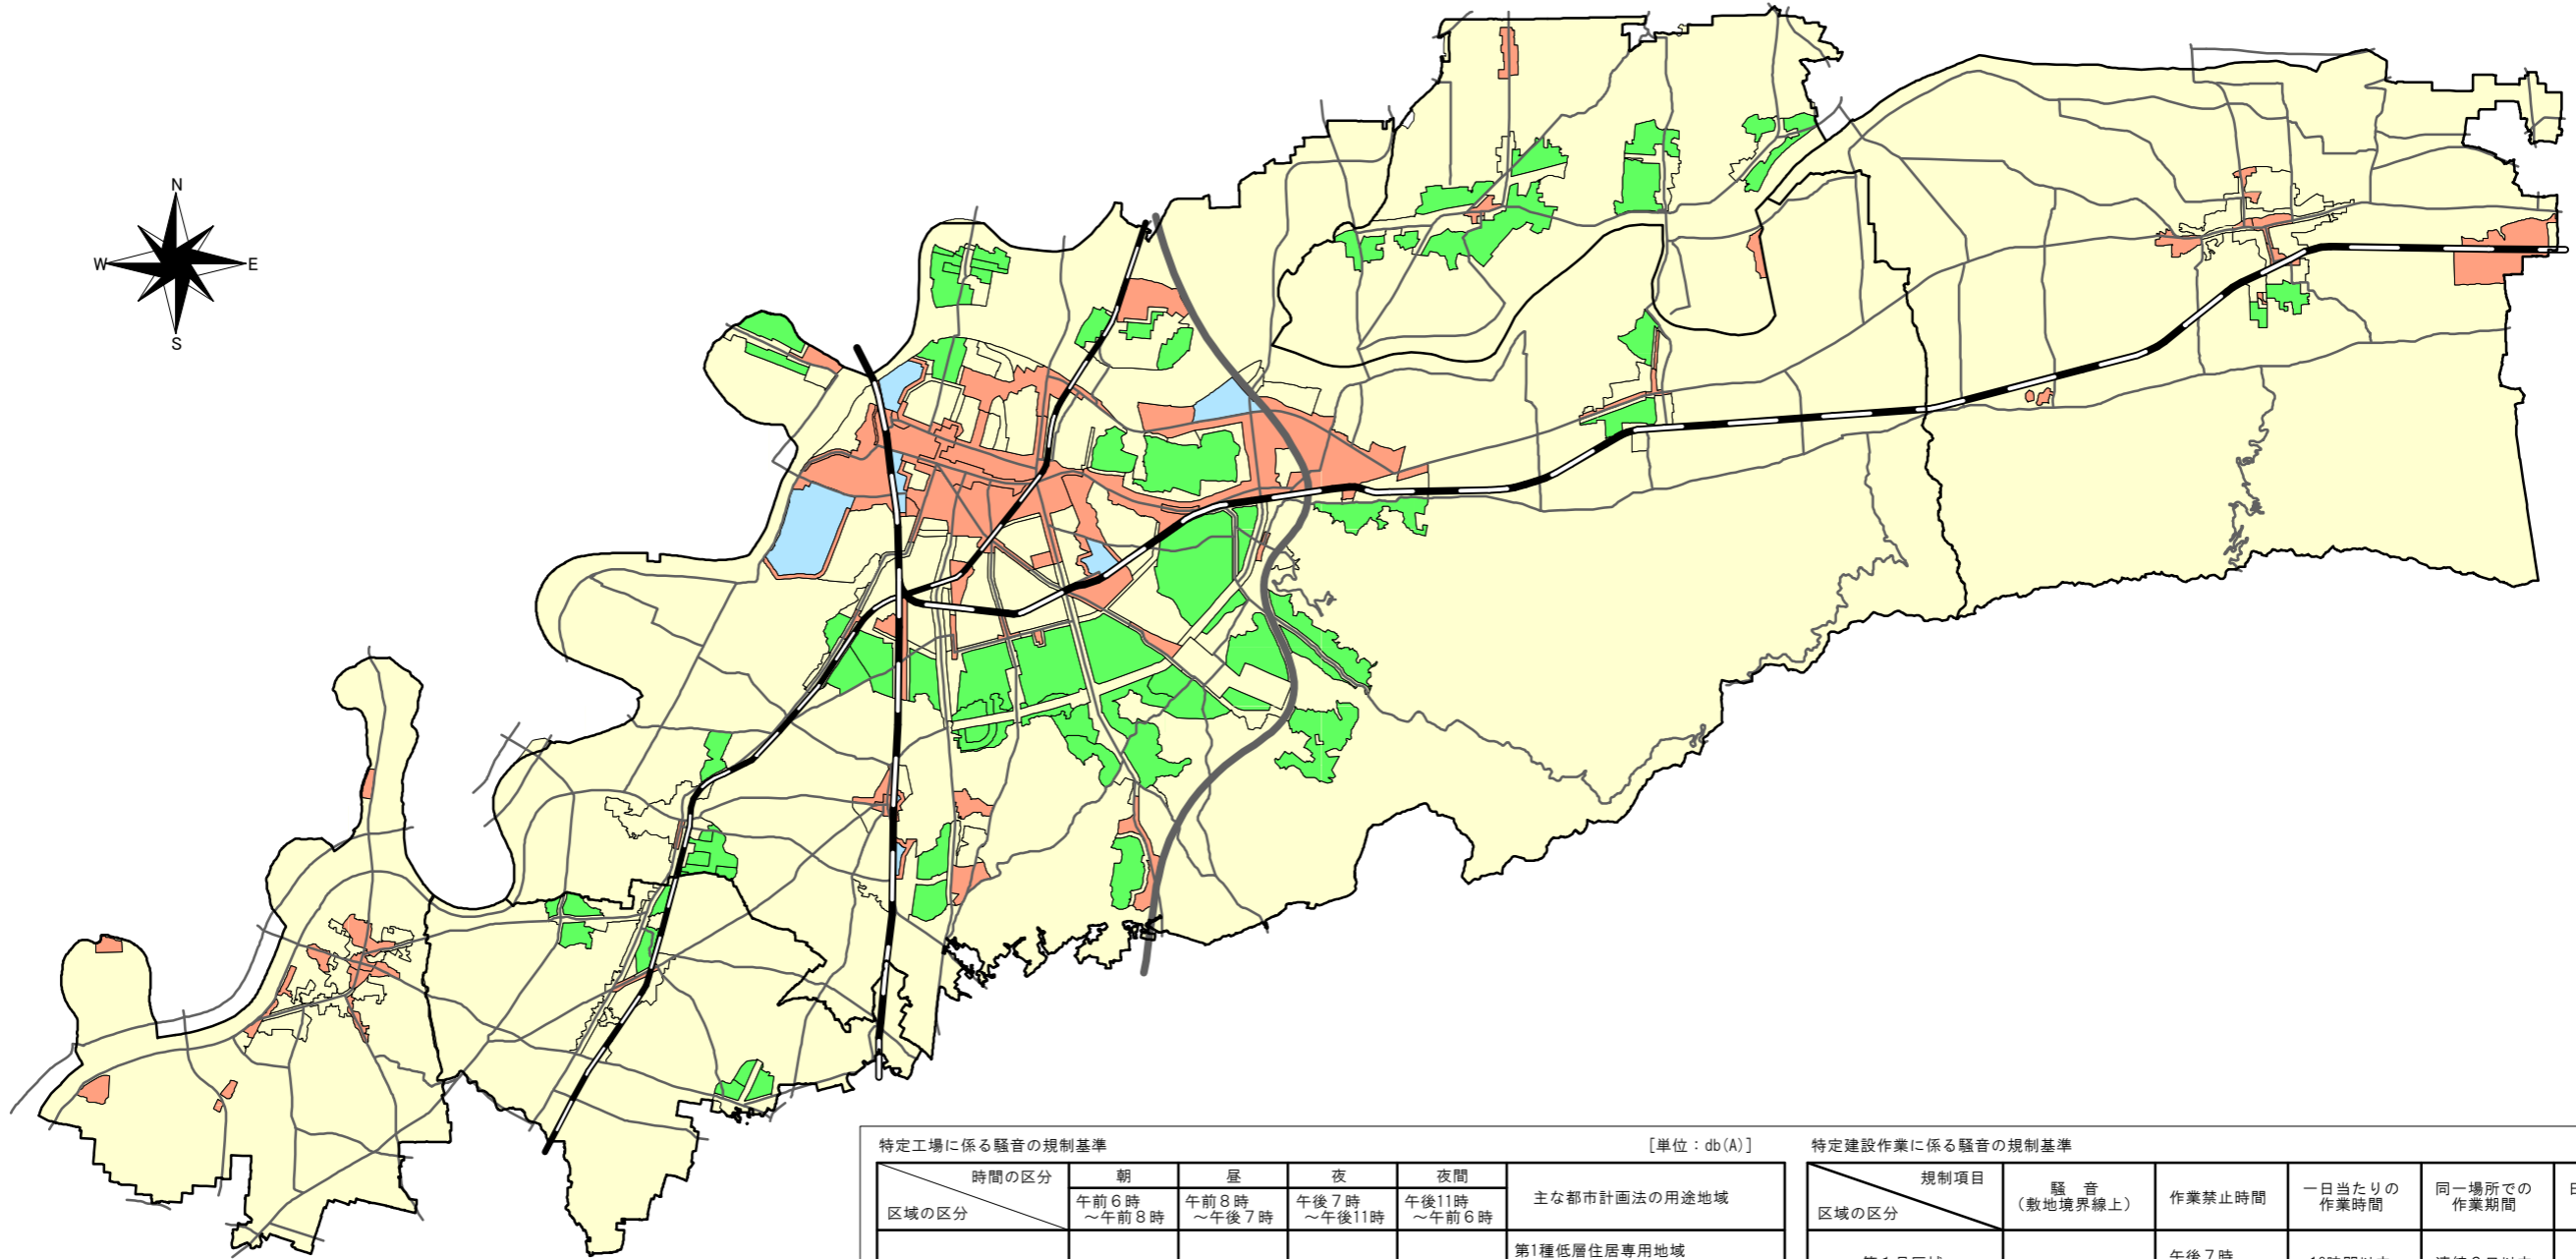 N
W
E
S
特定工場に係る騒音の規制基準
[単位：db(A)]
時間の区分
区域の区分
朝
昼
夜
夜間
午前６時
～午前８時
午前８時
～午後７時
午後７時
～午後11時
午後11時
～午前６時
主な都市計画法の用途地域
第1種低層住居専用地域
特定建設作業に係る騒音の規制基準
規制項目
区域の区分
騒　音
(敷地境界線上)
作業禁止時間
一日当たりの
作業時間
同一場所での
作業期間
午後７時